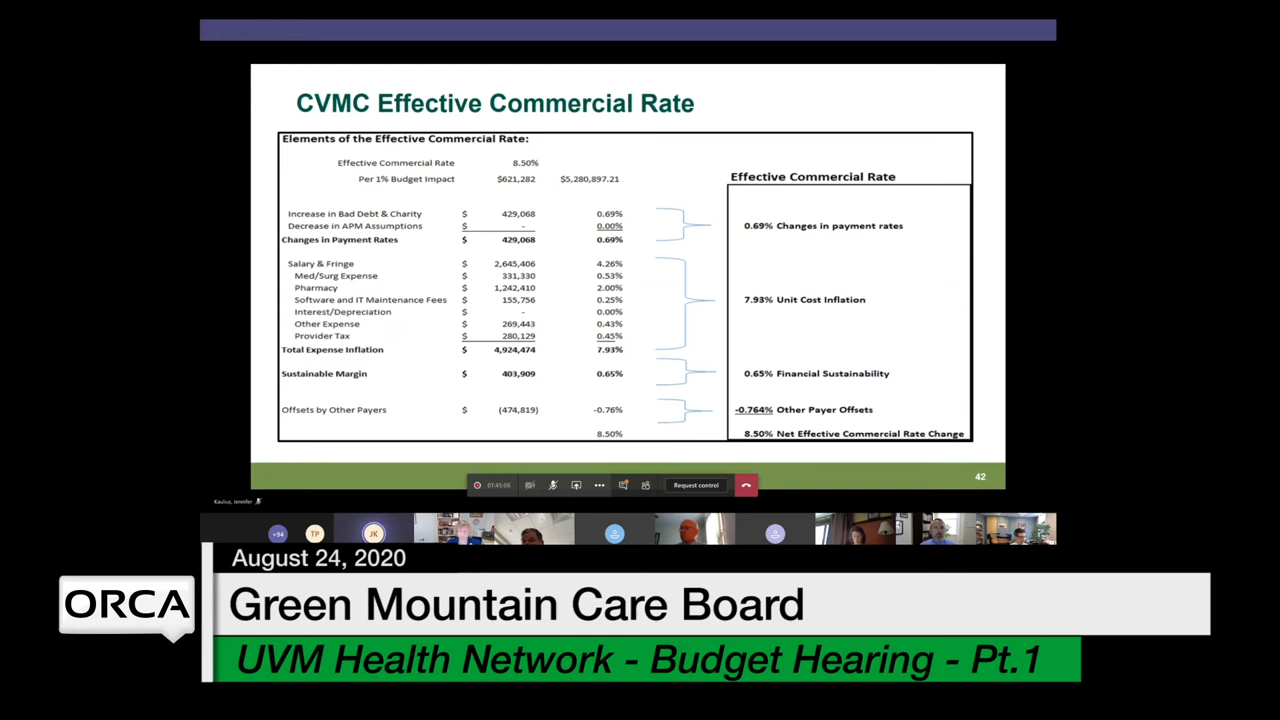 CVMC Effective Commercial Rate
Elements of the Effective Commercial Rate:
Effective Commercial Rate 8.50%
Per 1% Budget Impact $621,282 $5,280,897.21
Increase in Bad Debt & Charity $ 429,068 0.69%
Decrease in APM Assumptions $ - 0.00%
Changes in Payment Rates $ 429,068 0.69%
Salary & Fringe $ 2,645,406 4.26%
Med/Surg Expense $ 331,330 0.53%
Pharmacy $ 1,242,410 2.00%
Software and IT Maintenance Fees $ 155,756 0.25%
Interest/Depreciation $ - 0.00%
Other Expense $ 269,443 0.43%
Provider Tax $ 280,129 0.45%
Total Expense Inflation $ 4,924,474 7.93%
Sustainable Margin $ 403,909 0.65%
Offsets by Other Payers $ (474,819) -0.76%
8.50%
Effective Commercial Rate
0.69% Changes in payment rates
7.93% Unit Cost Inflation
0.65% Financial Sustainability
-0.764% Other Payer Offsets
8.50% Net Effective Commercial Rate Change
42
01:45:06
Request control
Kaulius, Jennifer
+94
TP
JK
August 24, 2020
ORCA
Green Mountain Care Board
UVM Health Network - Budget Hearing - Pt.1